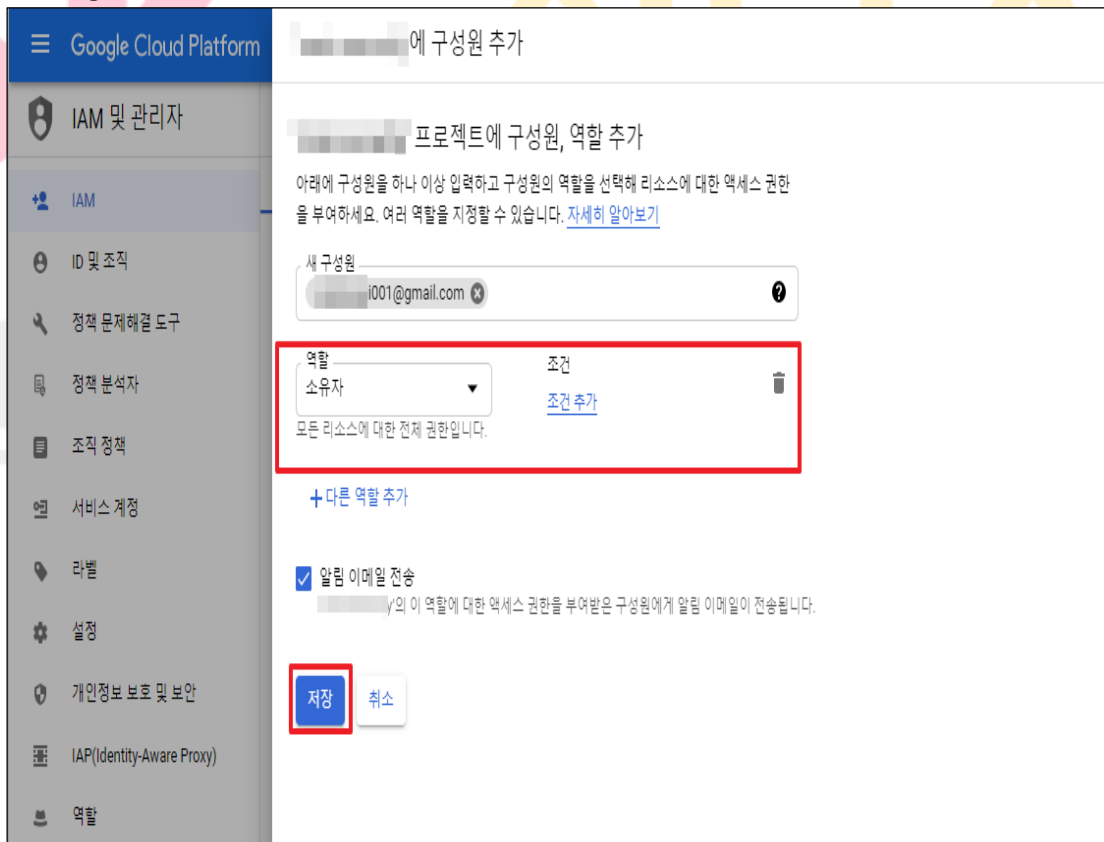 Google Cloud Platform
에 구성원 추가
IAM 및 관리자
IAM
ID 및 조직
정책 문제해결 도구
정책 분석자
조직 정책
서비스 계정
라벨
설정
개인정보 보호 및 보안
IAP(Identity-Aware Proxy)
역할
프로젝트에 구성원, 역할 추가
아래에 구성원을 하나 이상 입력하고 구성원의 역할을 선택해 리소스에 대한 액세스 권한
을 부여하세요. 여러 역할을 지정할 수 있습니다. 자세히 알아보기
새 구성원
i001@gmail.com
역할
소유자
조건
조건 추가
모든 리소스에 대한 전체 권한입니다.
+ 다른 역할 추가
알림 이메일 전송
y'의 이 역할에 대한 액세스 권한을 부여받은 구성원에게 알림 이메일이 전송됩니다.
저장
취소